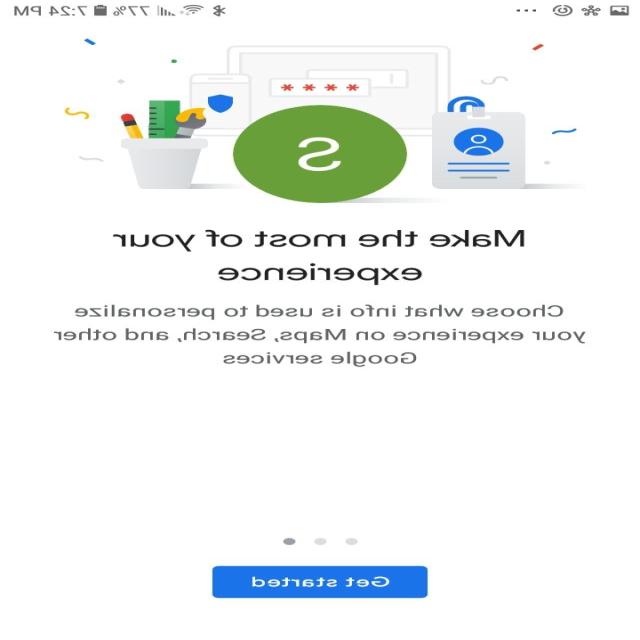 7:24 PM
77%
****
S
Make the most of your
experience
Choose what info is used to personalize
your experience on Maps, Search, and other
Google services
Get started